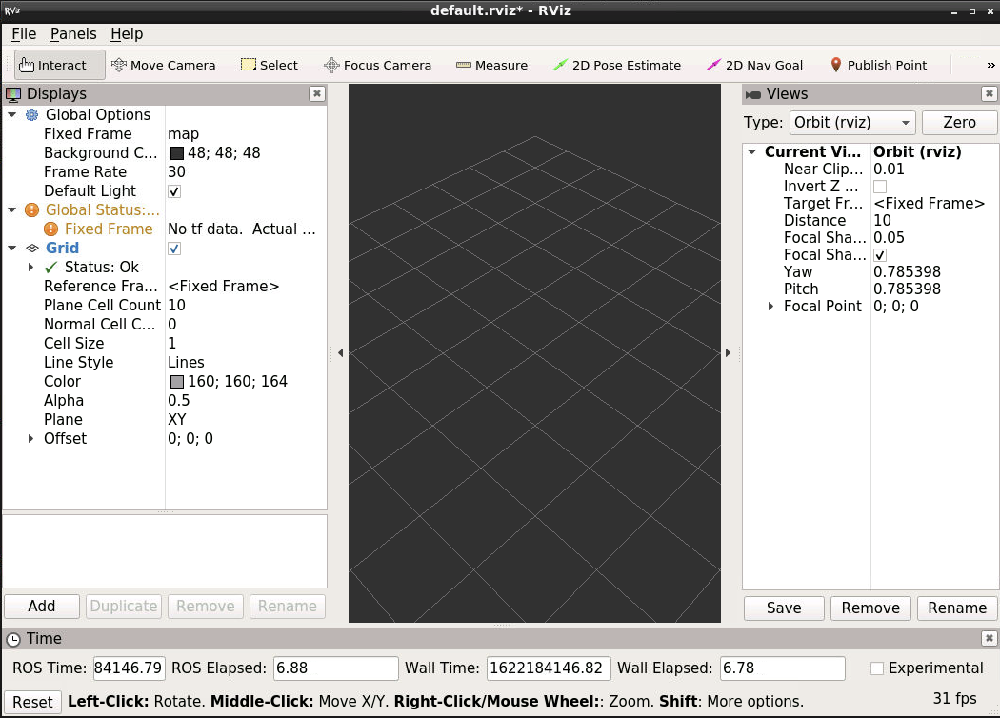 RViz default.rviz* - RViz
File Panels Help
Interact Move Camera Select Focus Camera Measure 2D Pose Estimate 2D Nav Goal Publish Point »
Displays
Global Options
Fixed Frame map
Background C... 48; 48; 48
Frame Rate 30
Default Light
Global Status:...
Fixed Frame No tf data. Actual ...
Grid
Status: Ok
Reference Fra... <Fixed Frame>
Plane Cell Count 10
Normal Cell C... 0
Cell Size 1
Line Style Lines
Color 160; 160; 164
Alpha 0.5
Plane XY
Offset 0; 0; 0
Add Duplicate Remove Rename
Views
Type: Orbit (rviz) Zero
Current Vi... Orbit (rviz)
Near Clip... 0.01
Invert Z ...
Target Fr... <Fixed Frame>
Distance 10
Focal Sha... 0.05
Focal Sha...
Yaw 0.785398
Pitch 0.785398
Focal Point 0; 0; 0
Save Remove Rename
Time
ROS Time: 84146.79 ROS Elapsed: 6.88 Wall Time: 1622184146.82 Wall Elapsed: 6.78 Experimental
Reset Left-Click: Rotate. Middle-Click: Move X/Y. Right-Click/Mouse Wheel:: Zoom. Shift: More options. 31 fps